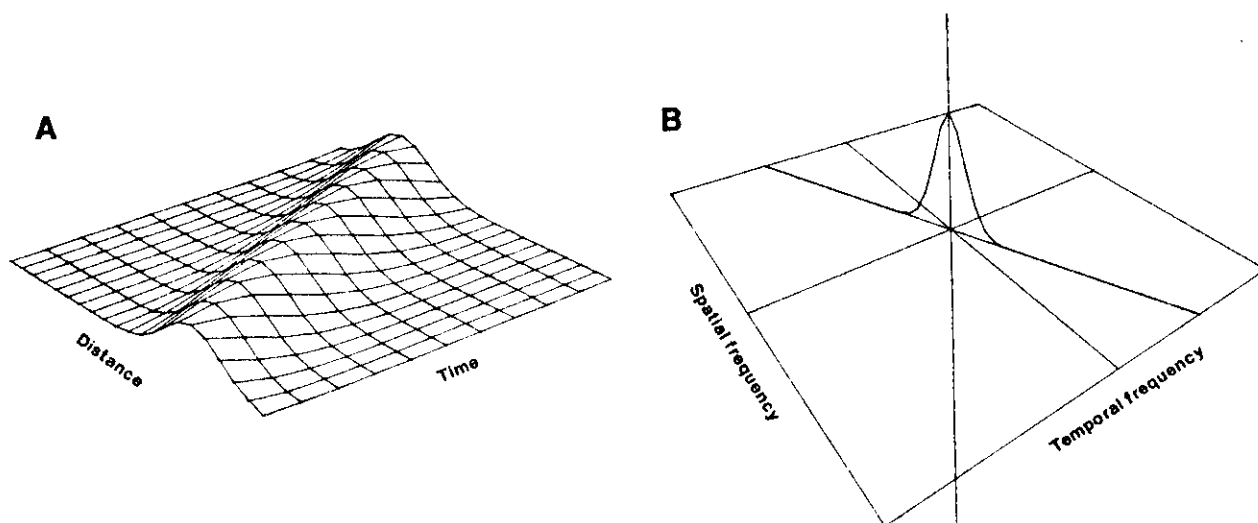 A
Distance
Time
B
Spatial frequency
Temporal frequency